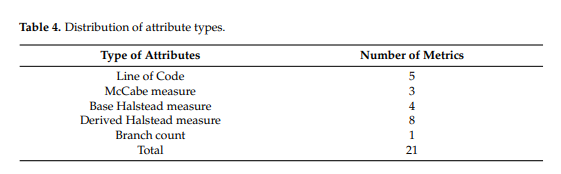 Table 4. Distribution of attribute types.
Type of Attributes Number of Metrics
Line of Code 5
McCabe measure 3
Base Halstead measure 4
Derived Halstead measure 8
Branch count 1
Total 21